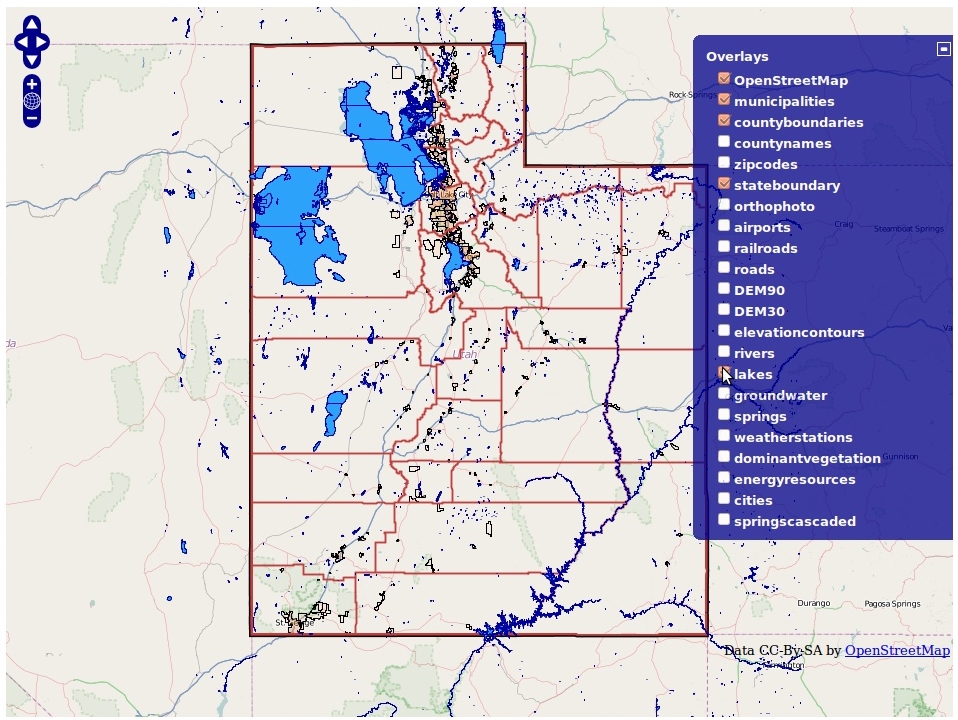 Overlays
OpenStreetMap
municipalities
countyboundaries
countynames
zipcodes
stateboundary
orthophoto
airports
railroads
roads
DEM90
DEM30
elevationcontours
rivers
lakes
groundwater
springs
weatherstations
dominantvegetation
energyresources
cities
springscascaded
Rock Springs
Craig
Steamboat Springs
Utah
Gunnison
Durango
Pagosa Springs
Data CC-By-SA by OpenStreetMap